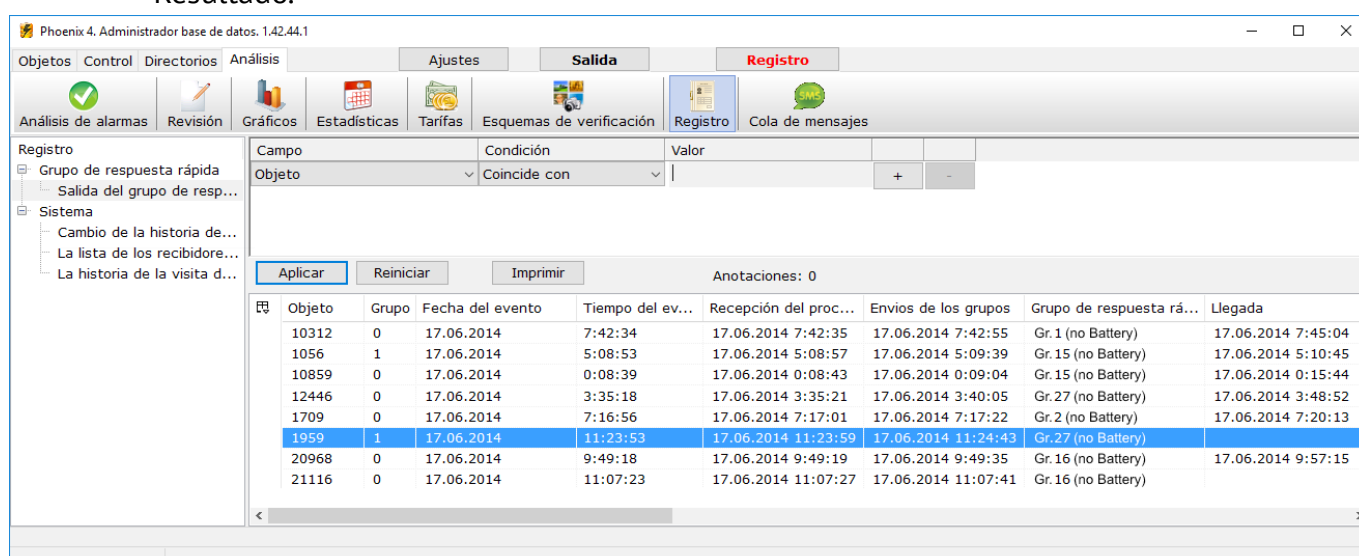 Resultado:
Phoenix 4. Administrador base de datos. 1.42.44.1
Objetos Control Directorios Análisis Ajustes Salida Registro
Análisis de alarmas Revisión Gráficos Estadísticas Tarífas Esquemas de verificación Registro SMS Cola de mensajes
Registro Campo Condición Valor
Grupo de respuesta rápida Objeto Coincide con + -
Salida del grupo de resp...
Sistema
Cambio de la historia de...
La lista de los recibidore...
La historia de la visita d... Aplicar Reiniciar Imprimir Anotaciones: 0
Objeto Grupo Fecha del evento Tiempo del ev... Recepción del proc... Envios de los grupos Grupo de respuesta rá... Llegada
10312 0 17.06.2014 7:42:34 17.06.2014 7:42:35 17.06.2014 7:42:55 Gr. 1 (no Battery) 17.06.2014 7:45:04
1056 1 17.06.2014 5:08:53 17.06.2014 5:08:57 17.06.2014 5:09:39 Gr. 15 (no Battery) 17.06.2014 5:10:45
10859 0 17.06.2014 0:08:39 17.06.2014 0:08:43 17.06.2014 0:09:04 Gr. 15 (no Battery) 17.06.2014 0:15:44
12446 0 17.06.2014 3:35:18 17.06.2014 3:35:21 17.06.2014 3:40:05 Gr. 27 (no Battery) 17.06.2014 3:48:52
1709 0 17.06.2014 7:16:56 17.06.2014 7:17:01 17.06.2014 7:17:22 Gr. 2 (no Battery) 17.06.2014 7:20:13
1959 1 17.06.2014 11:23:53 17.06.2014 11:23:59 17.06.2014 11:24:43 Gr.27 (no Battery)
20968 0 17.06.2014 9:49:18 17.06.2014 9:49:19 17.06.2014 9:49:35 Gr. 16 (no Battery) 17.06.2014 9:57:15
21116 0 17.06.2014 11:07:23 17.06.2014 11:07:27 17.06.2014 11:07:41 Gr. 16 (no Battery)